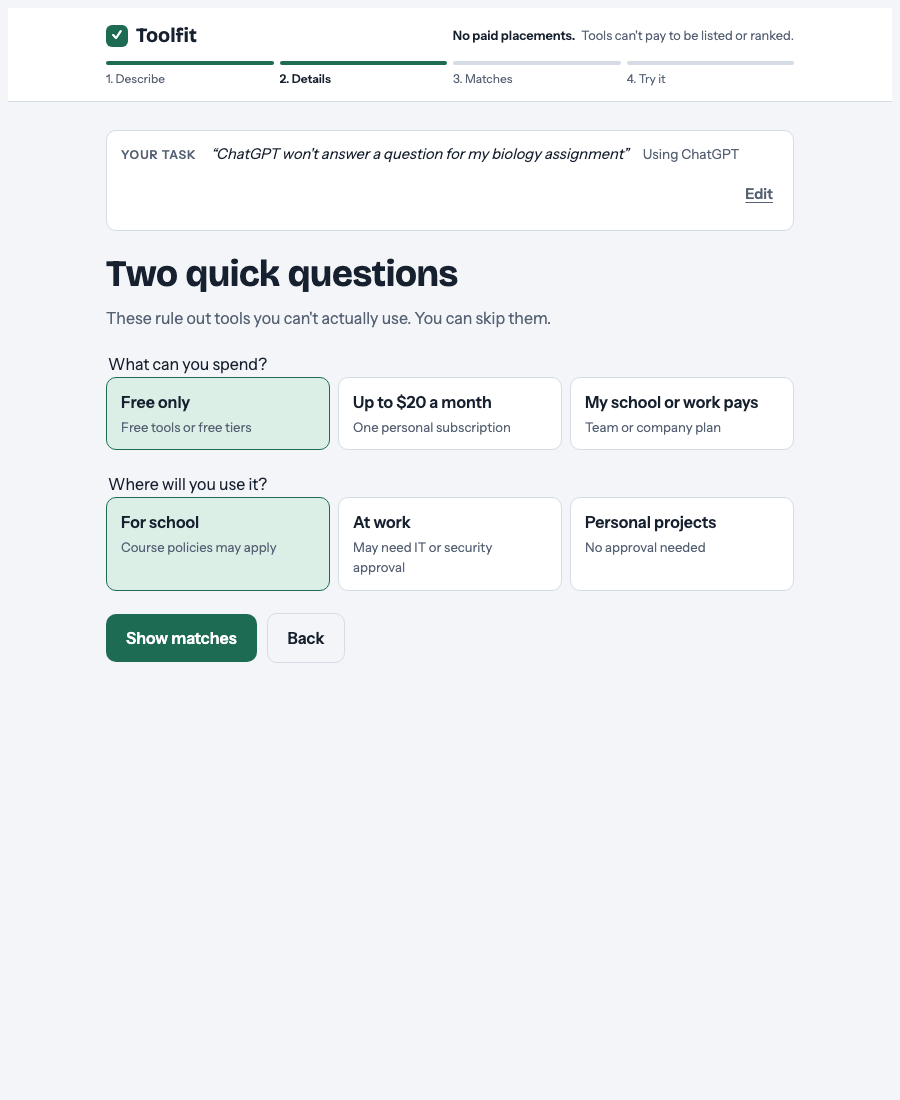 Toolfit
No paid placements. Tools can't pay to be listed or ranked.
1. Describe
2. Details
3. Matches
4. Try it
YOUR TASK “ChatGPT won’t answer a question for my biology assignment” Using ChatGPT
Edit
Two quick questions
These rule out tools you can't actually use. You can skip them.
What can you spend?
Free only
Free tools or free tiers
Up to $20 a month
One personal subscription
My school or work pays
Team or company plan
Where will you use it?
For school
Course policies may apply
At work
May need IT or security
approval
Personal projects
No approval needed
Show matches
Back